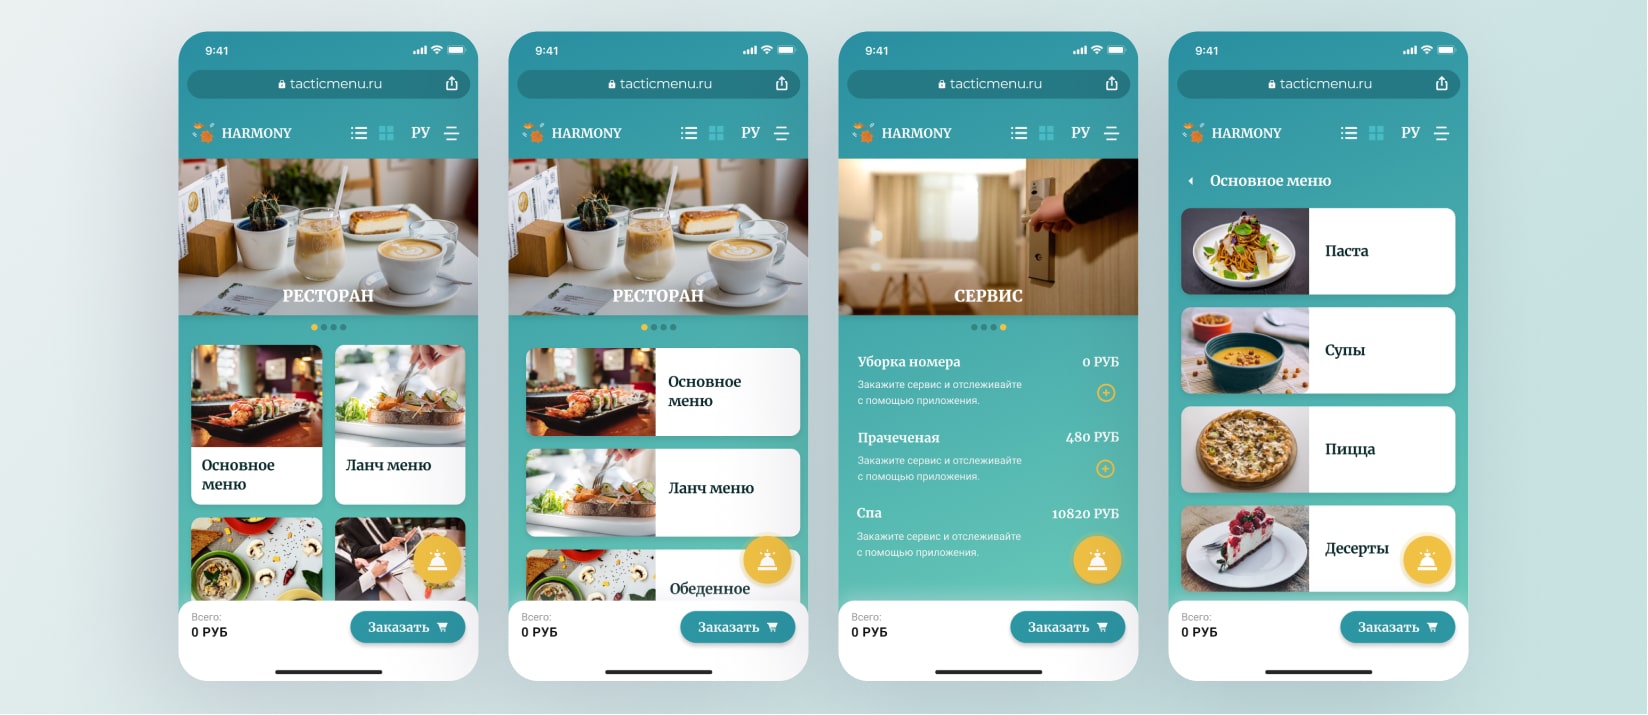 9:41
tacticmenu.ru
HARMONY
РУ
РЕСТОРАН
Основное
меню
Ланч меню
Всего:
0 РУБ
Заказать
9:41
tacticmenu.ru
HARMONY
РУ
РЕСТОРАН
Основное
меню
Ланч меню
Обеденное
Всего:
0 РУБ
Заказать
9:41
tacticmenu.ru
HARMONY
РУ
СЕРВИС
Уборка номера 0 РУБ
Закажите сервис и отслеживайте
с помощью приложения.
Прачеченая 480 РУБ
Закажите сервис и отслеживайте
с помощью приложения.
Спа 10820 РУБ
Закажите сервис и отслеживайте
с помощью приложения.
Всего:
0 РУБ
Заказать
9:41
tacticmenu.ru
HARMONY
РУ
Основное меню
Паста
Супы
Пицца
Десерты
Всего:
0 РУБ
Заказать